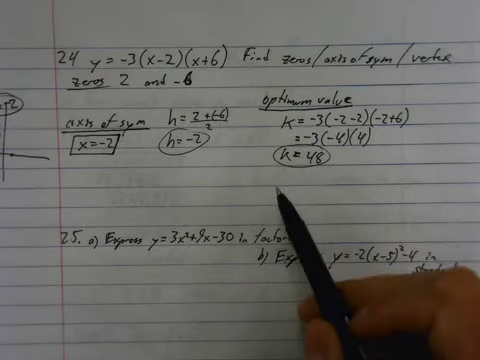 24 y = -3(x-2)(x+6) Find zeros/axis of sym/vertex
zeros 2 and -6
optimum value
axis of sym h = 2+(-6)
2
x=-2 h=-2
K = -3(-2-2)(-2+6)
= -3(-4)(4)
K = 48
25. a) Express y = 3x²+9x-30 in
b) y = -2(x-5)²-4 in